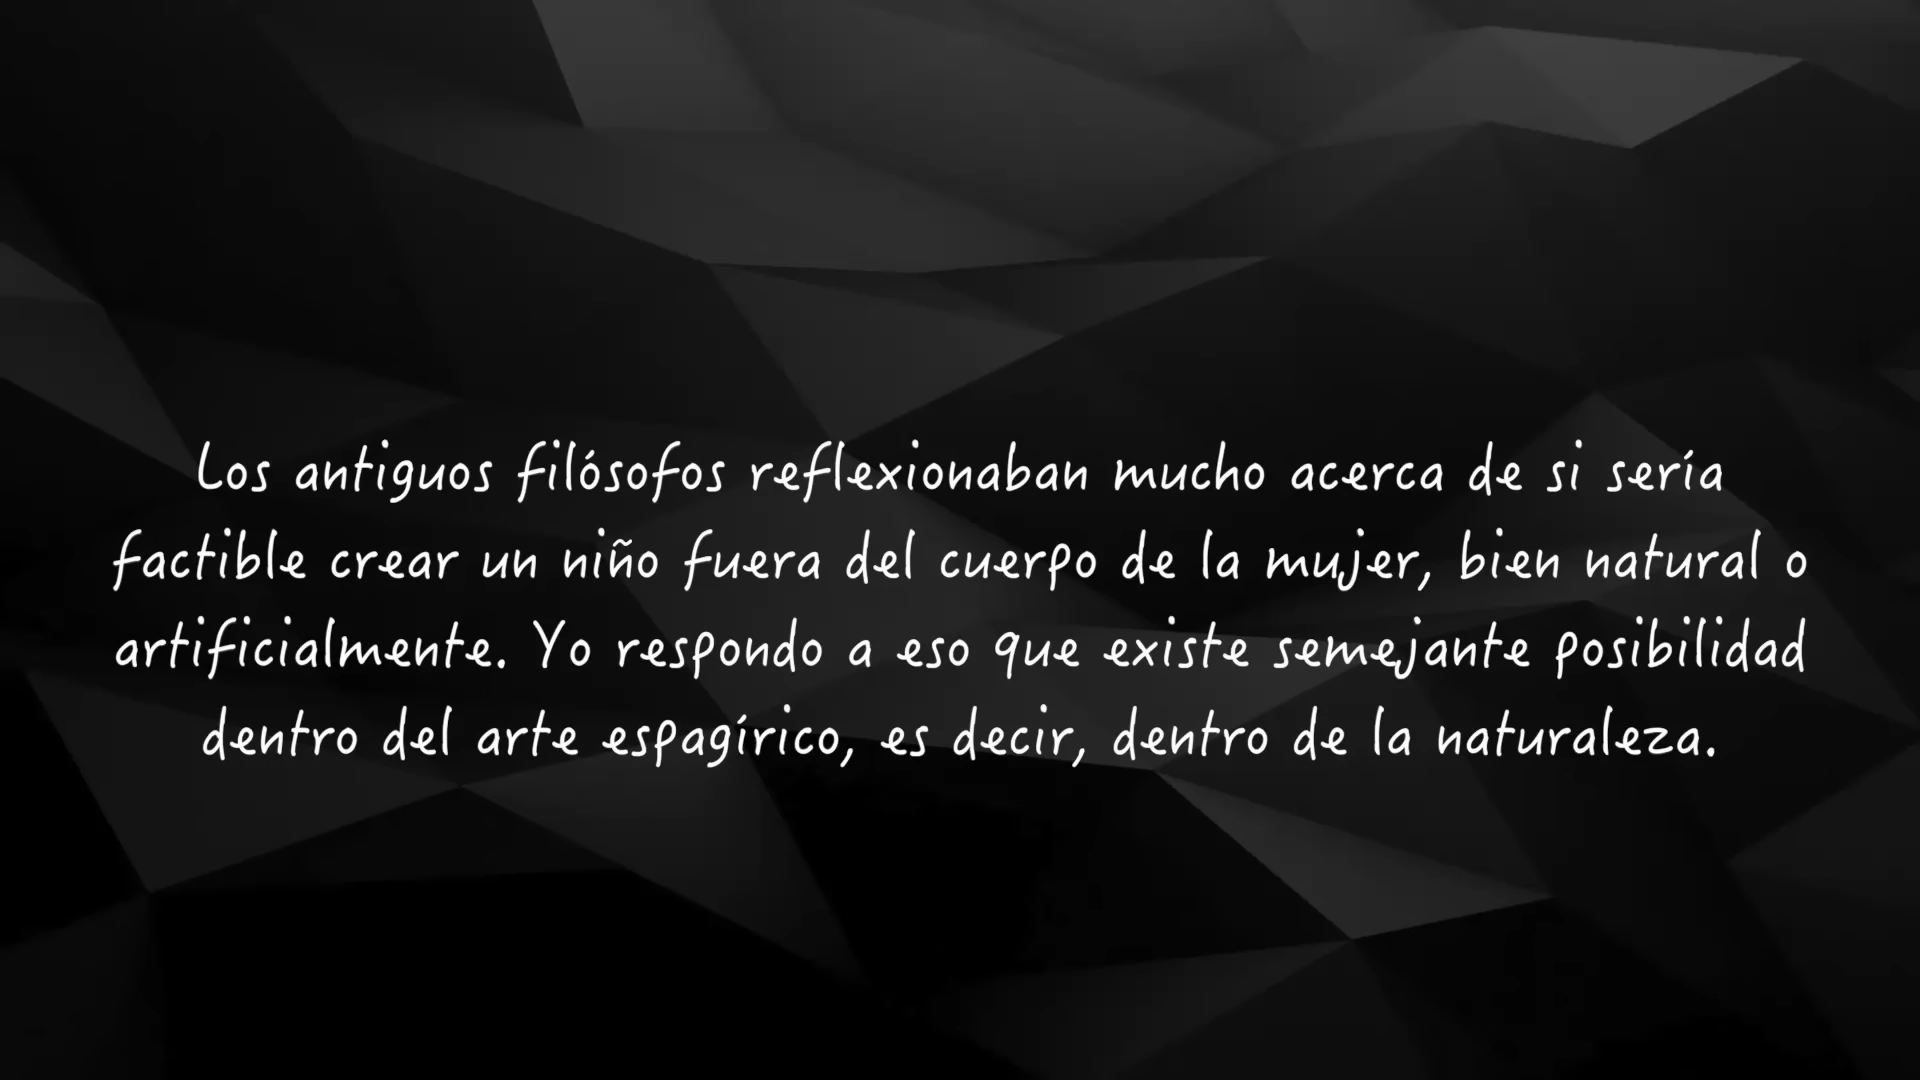 Los antiguos filósofos reflexionaban mucho acerca de si sería
factible crear un niño fuera del cuerpo de la mujer, bien natural o
artificialmente. Yo respondo a eso que existe semejante posibilidad
dentro del arte espagírico, es decir, dentro de la naturaleza.